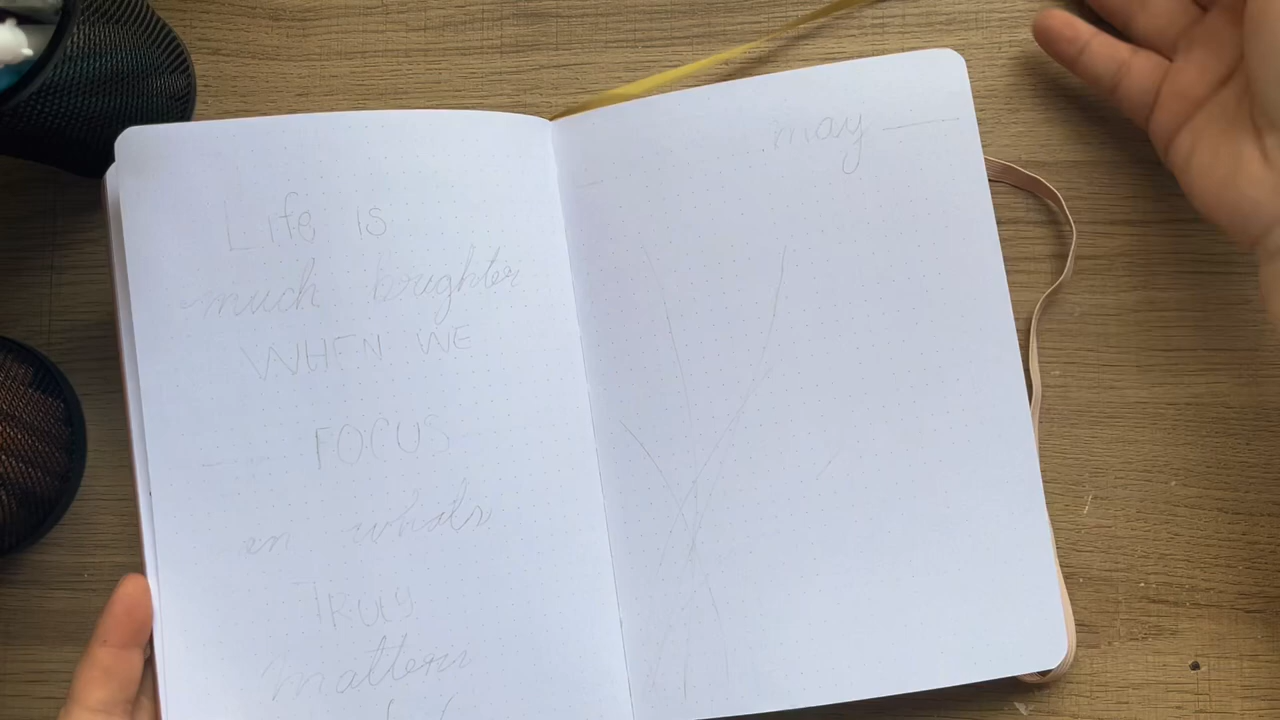 Life is
much brighter
WHEN WE
FOCUS
on what's
TRULY
matters
may